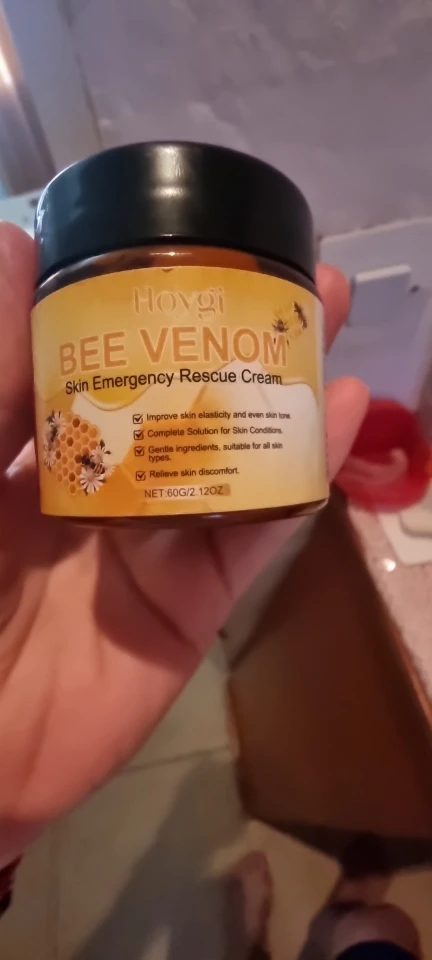 Hoygi
BEE VENOM
Skin Emergency Rescue Cream
Improve skin elasticity and even skin tone.
Complete Solution for Skin Conditions.
Gentle ingredients, suitable for all skin
types.
Relieve skin discomfort.
NET:60G/2.12OZ